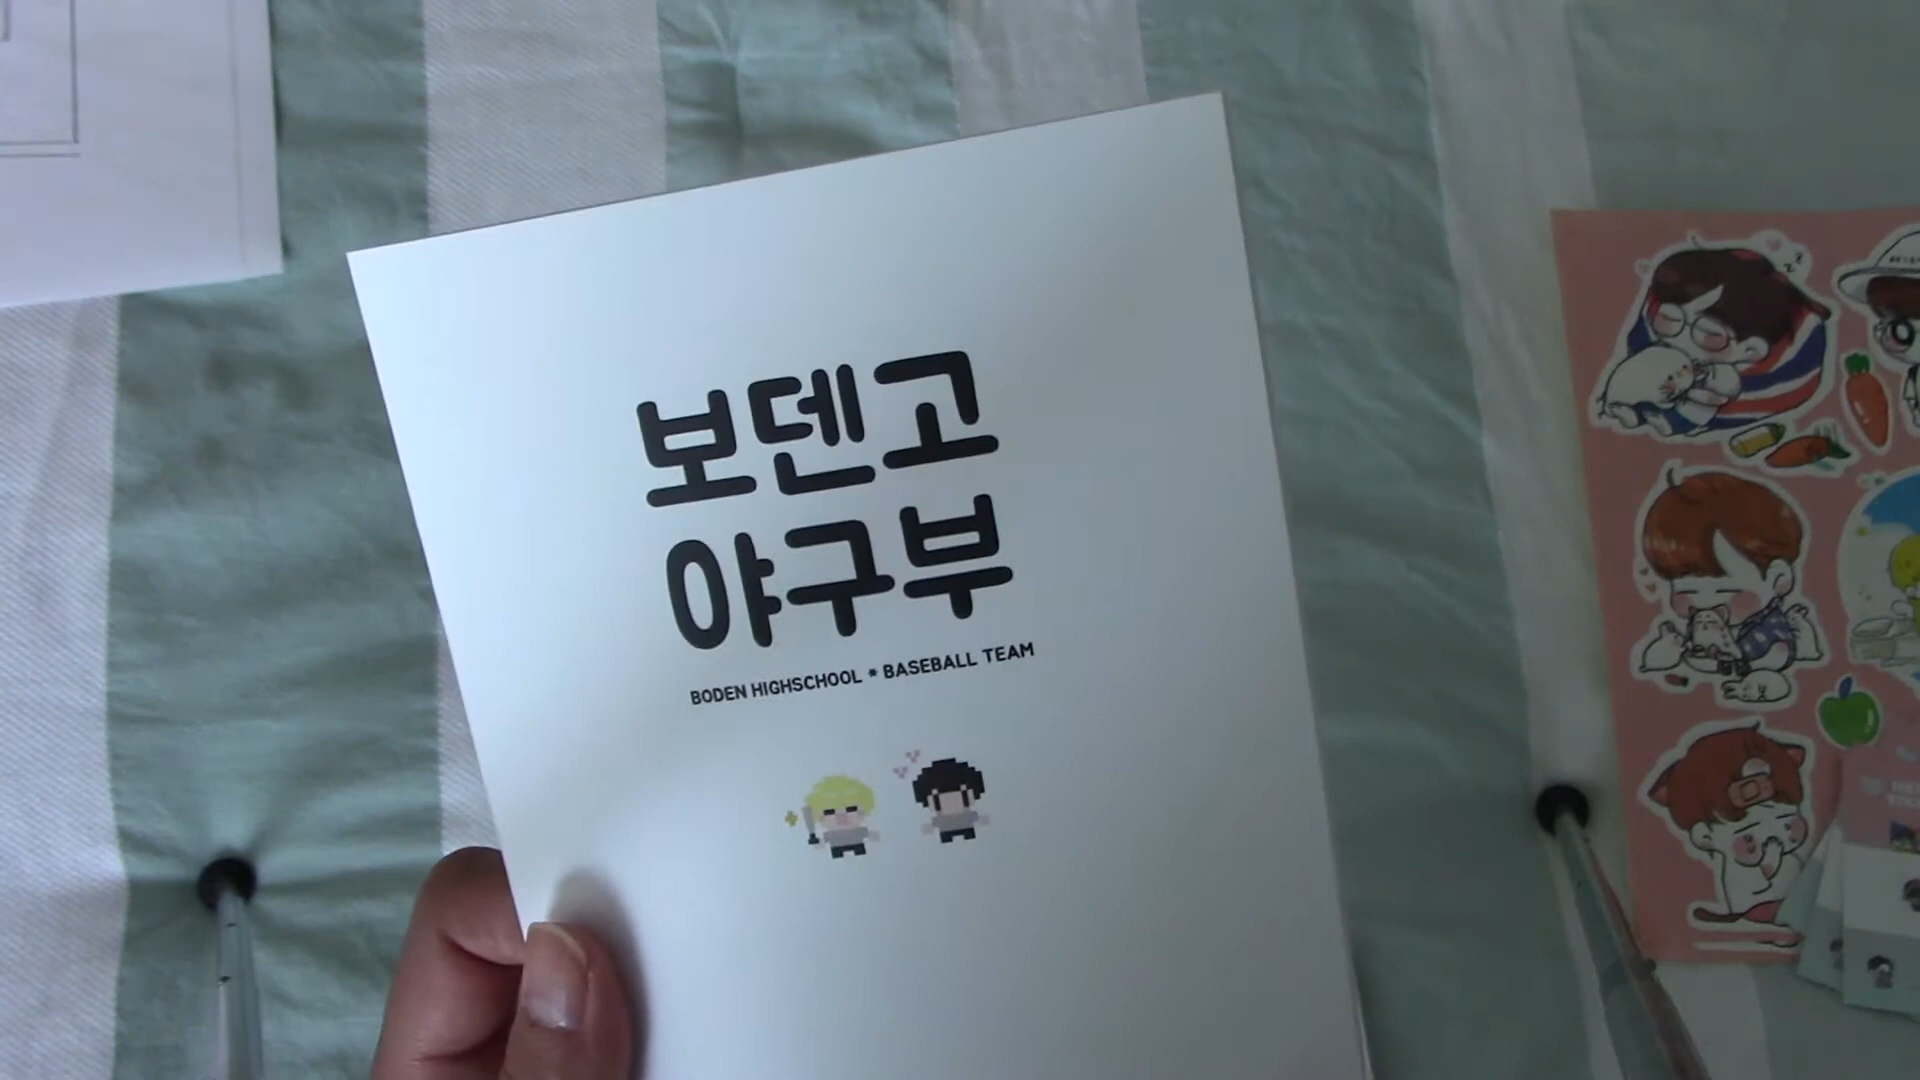 보덴고
야구부
BODEN HIGHSCHOOL * BASEBALL TEAM